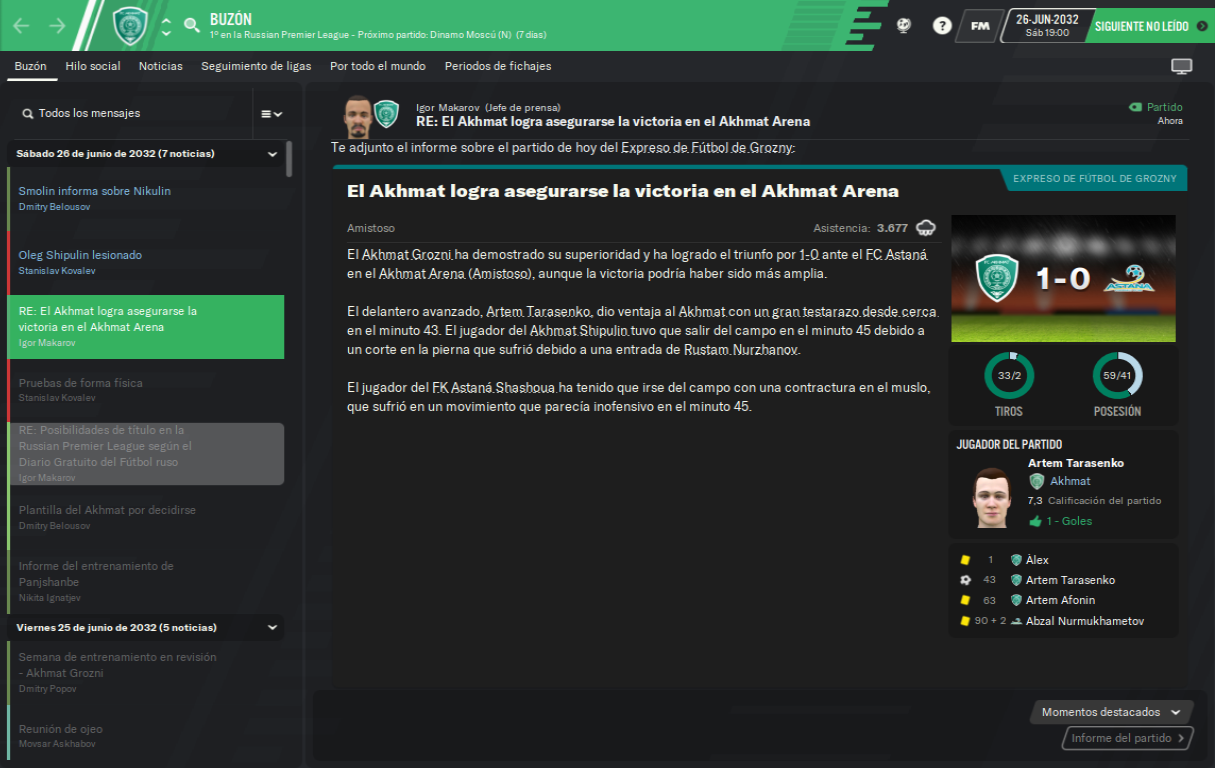 BUZÓN
1º en la Russian Premier League - Próximo partido: Dinamo Moscú (N) (7 días)
?
FM
26-JUN-2032
Sáb 19:00
SIGUIENTE NO LEÍDO
Buzón
Hilo social
Noticias
Seguimiento de ligas
Por todo el mundo
Periodos de fichajes
Todos los mensajes
Sábado 26 de junio de 2032 (7 noticias)
Smolin informa sobre Nikulin
Dmitry Belousov
Oleg Shipulin lesionado
Stanislav Kovalev
RE: El Akhmat logra asegurarse la
victoria en el Akhmat Arena
Igor Makarov
Pruebas de forma física
Stanislav Kovalev
RE: Posibilidades de título en la
Russian Premier League según el
Diario Gratuito del Fútbol ruso
Igor Makarov
Plantilla del Akhmat por decidirse
Dmitry Belousov
Informe del entrenamiento de
Panjshanbe
Nikita Ignatjev
Viernes 25 de junio de 2032 (5 noticias)
Semana de entrenamiento en revisión
- Akhmat Grozni
Dmitry Popov
Reunión de ojeo
Movsar Askhabov
Igor Makarov (Jefe de prensa)
RE: El Akhmat logra asegurarse la victoria en el Akhmat Arena
Partido
Ahora
Te adjunto el informe sobre el partido de hoy del Expreso de Fútbol de Grozny:
EXPRESO DE FÚTBOL DE GROZNY
El Akhmat logra asegurarse la victoria en el Akhmat Arena
Amistoso
Asistencia: 3.677
El Akhmat Grozni ha demostrado su superioridad y ha logrado el triunfo por 1-0 ante el FC Astaná
en el Akhmat Arena (Amistoso), aunque la victoria podría haber sido más amplia.
El delantero avanzado, Artem Tarasenko, dio ventaja al Akhmat con un gran testarazo desde cerca
en el minuto 43. El jugador del Akhmat Shipulin tuvo que salir del campo en el minuto 45 debido a
un corte en la pierna que sufrió debido a una entrada de Rustam Nurzhanov.
El jugador del FK Astaná Shashoua ha tenido que irse del campo con una contractura en el muslo,
que sufrió en un movimiento que parecía inofensivo en el minuto 45.
1-0
ASTANA
33/2
TIROS
59/41
POSESIÓN
JUGADOR DEL PARTIDO
Artem Tarasenko
Akhmat
7,3 Calificación del partido
1 - Goles
1 Àlex
43 Artem Tarasenko
63 Artem Afonin
90 + 2 Abzal Nurmukhametov
Momentos destacados
Informe del partido